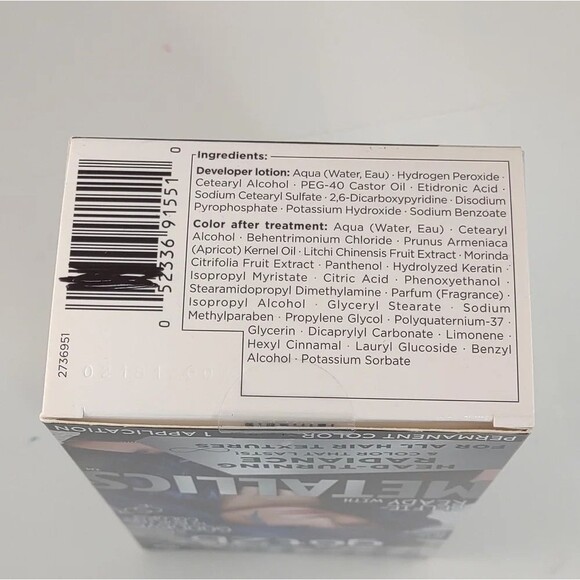 Ingredients:
Developer lotion: Aqua (Water, Eau) · Hydrogen Peroxide ·
Cetearyl Alcohol · PEG-40 Castor Oil · Etidronic Acid ·
Sodium Cetearyl Sulfate · 2,6-Dicarboxypyridine · Disodium
Pyrophosphate · Potassium Hydroxide · Sodium Benzoate
Color after treatment: Aqua (Water, Eau) · Cetearyl
Alcohol · Behentrimonium Chloride · Prunus Armeniaca
(Apricot) Kernel Oil · Litchi Chinensis Fruit Extract · Morinda
Citrifolia Fruit Extract · Panthenol · Hydrolyzed Keratin ·
Isopropyl Myristate · Citric Acid · Phenoxyethanol ·
Stearamidopropyl Dimethylamine · Parfum (Fragrance) ·
Isopropyl Alcohol · Glyceryl Stearate · Sodium
Methylparaben · Propylene Glycol · Polyquaternium-37 ·
Glycerin · Dicaprylyl Carbonate · Limonene ·
Hexyl Cinnamal · Lauryl Glucoside · Benzyl
Alcohol · Potassium Sorbate
0 52336 91551 0
2736951
PERMANENT COLOR 1 APPLICATION
ALL HAIR TEXTURES
A COLOR THAT LASTS
HEAD-TURNING
RADIANCE
METALLICS